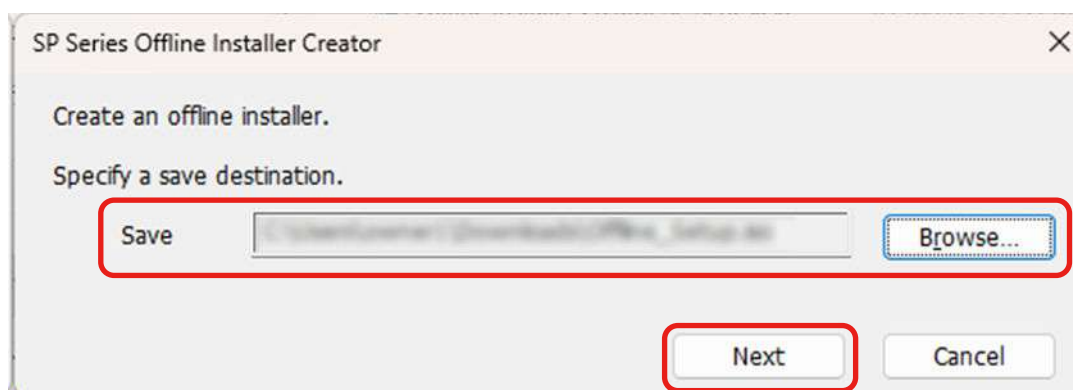 SP Series Offline Installer Creator
Create an offline installer.
Specify a save destination.
Save
Browse...
Next
Cancel